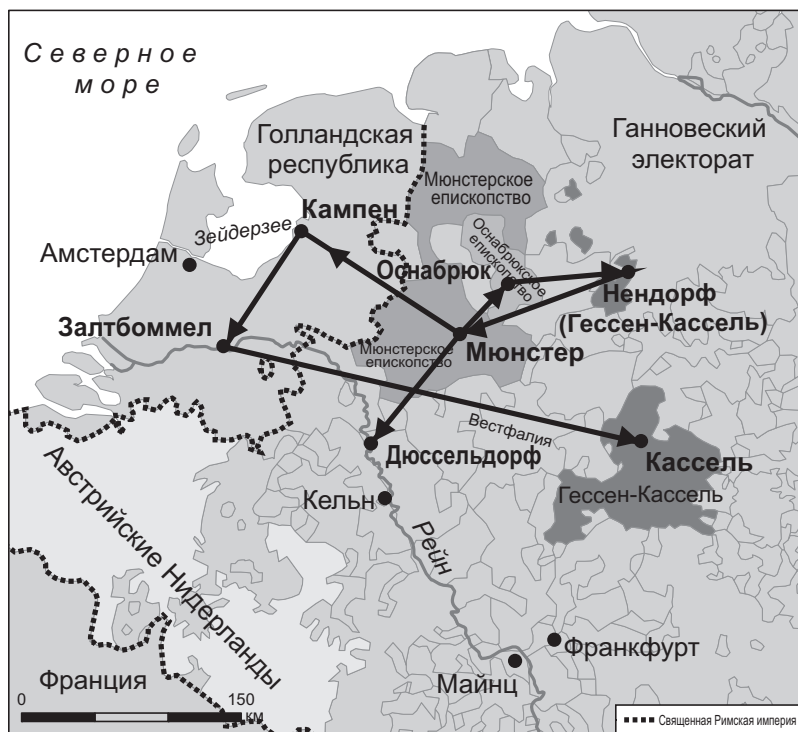 Северное
море
Голландская
республика
Ганновеский
электорат
Мюнстерское
епископство
Кампен
Зейдерзее
Оснабрюкское
епископство
Амстердам
Оснабрюк
Нендорф
(Гессен-Кассель)
Залтбоммел
Мюнстер
Мюнстерское
епископство
Вестфалия
Дюссельдорф
Кассель
Гессен-Кассель
Кельн
Австрийские Нидерланды
Рейн
Франкфурт
Майнц
Франция
0 150
км
Священная Римская империя